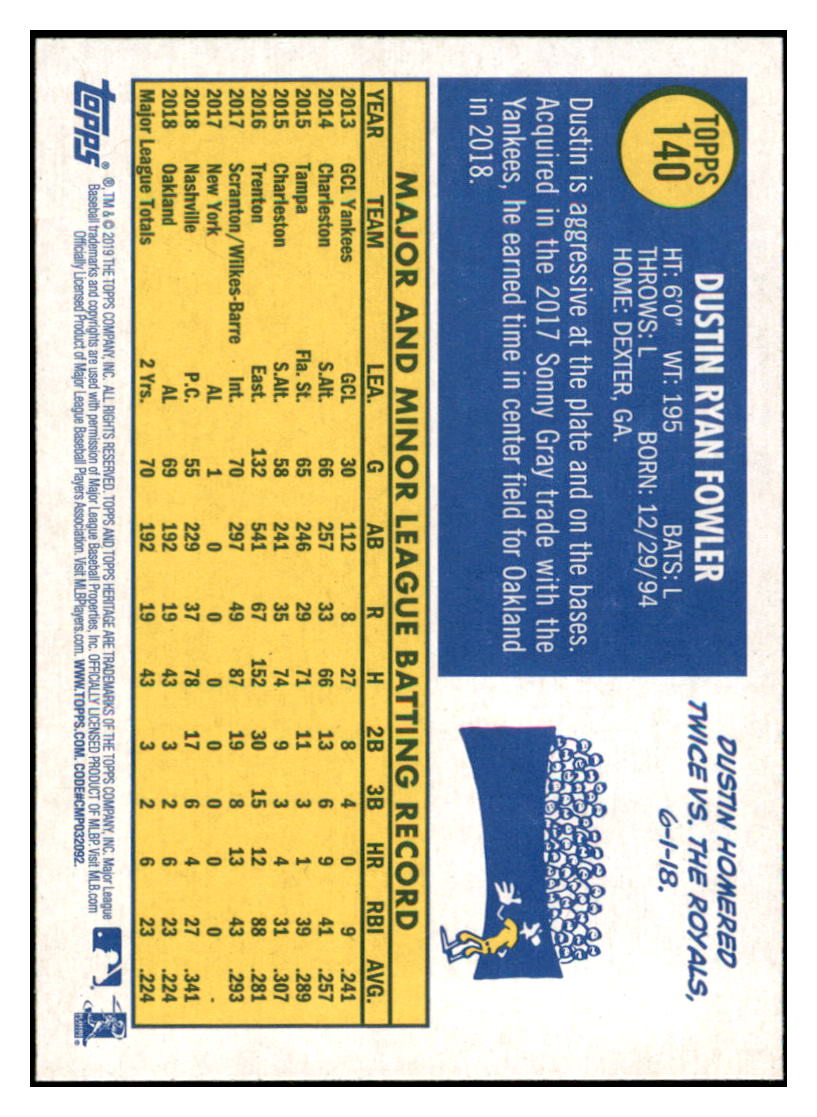 TOPPS
140
DUSTIN RYAN FOWLER
HT: 6'0" WT: 195 BATS: L
THROWS: L BORN: 12/29/94
HOME: DEXTER, GA.
Dustin is aggressive at the plate and on the bases.
Acquired in the 2017 Sonny Gray trade with the
Yankees, he earned time in center field for Oakland
in 2018.
DUSTIN HOMERED
TWICE VS. THE ROYALS,
6-1-18.
MAJOR AND MINOR LEAGUE BATTING RECORD
YEAR TEAM LEA. G AB R H 2B 3B HR RBI AVG.
2013 GCL Yankees GCL 30 112 8 27 8 4 0 9 .241
2014 Charleston S.Alt. 66 257 33 66 13 6 9 41 .257
2015 Tampa Fla. St. 65 246 29 71 11 3 1 39 .289
2015 Charleston S.Alt. 58 241 35 74 9 3 4 31 .307
2016 Trenton East. 132 541 67 152 30 15 12 88 .281
2017 Scranton/Wilkes-Barre Int. 70 297 49 87 19 8 13 43 .293
2017 New York AL 1 0 0 0 0 0 0 0 -
2018 Nashville P.C. 55 229 37 78 17 6 4 27 .341
2018 Oakland AL 69 192 19 43 3 2 6 23 .224
Major League Totals 2 Yrs. 70 192 19 43 3 2 6 23 .224
topps®
®, TM & © 2019 THE TOPPS COMPANY, INC. ALL RIGHTS RESERVED. TOPPS AND TOPPS HERITAGE ARE TRADEMARKS OF THE TOPPS COMPANY, INC. Major League
Baseball trademarks and copyrights are used with permission of Major League Baseball Properties, Inc. OFFICIALLY LICENSED PRODUCT OF MLBP. Visit MLB.com
Officially Licensed Product of Major League Baseball Players Association. Visit MLBPlayers.com. WWW.TOPPS.COM. CODE#CMP032092.